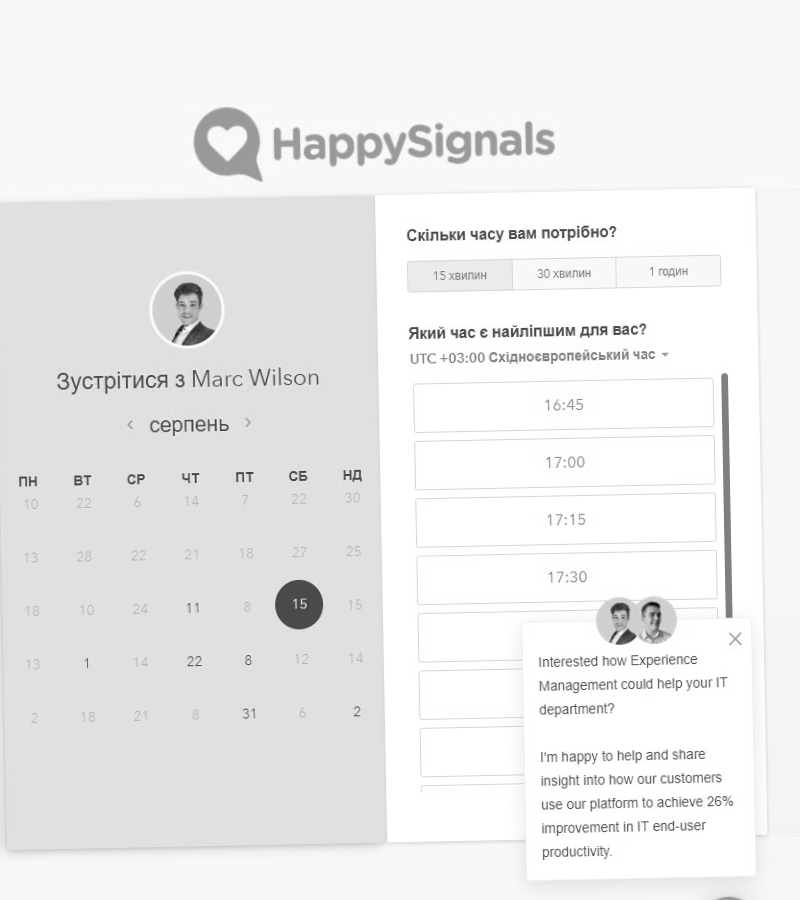 HappySignals
Зустрітися з Marc Wilson
серпень
ПН ВТ СР ЧТ ПТ СБ НД
10 22 6 14 7 22 30
13 28 22 21 18 27 25
18 10 24 11 8 15 15
13 1 14 22 8 12 14
2 18 21 8 31 6 2
Скільки часу вам потрібно?
15 хвилин 30 хвилин 1 годин
Який час є найліпшим для вас?
UTC +03:00 Східноєвропейський час
16:45
17:00
17:15
17:30
Interested how Experience
Management could help your IT
department?
I'm happy to help and share
insight into how our customers
use our platform to achieve 26%
improvement in IT end-user
productivity.